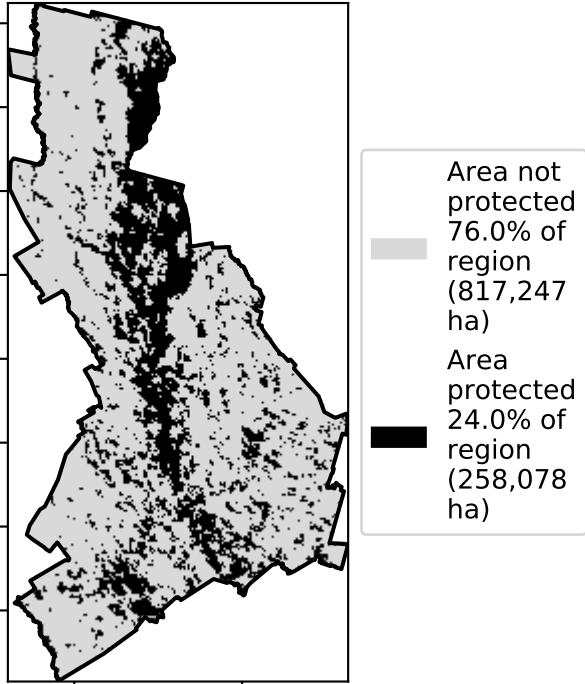 Area not
protected
76.0% of
region
(817,247
ha)
Area
protected
24.0% of
region
(258,078
ha)